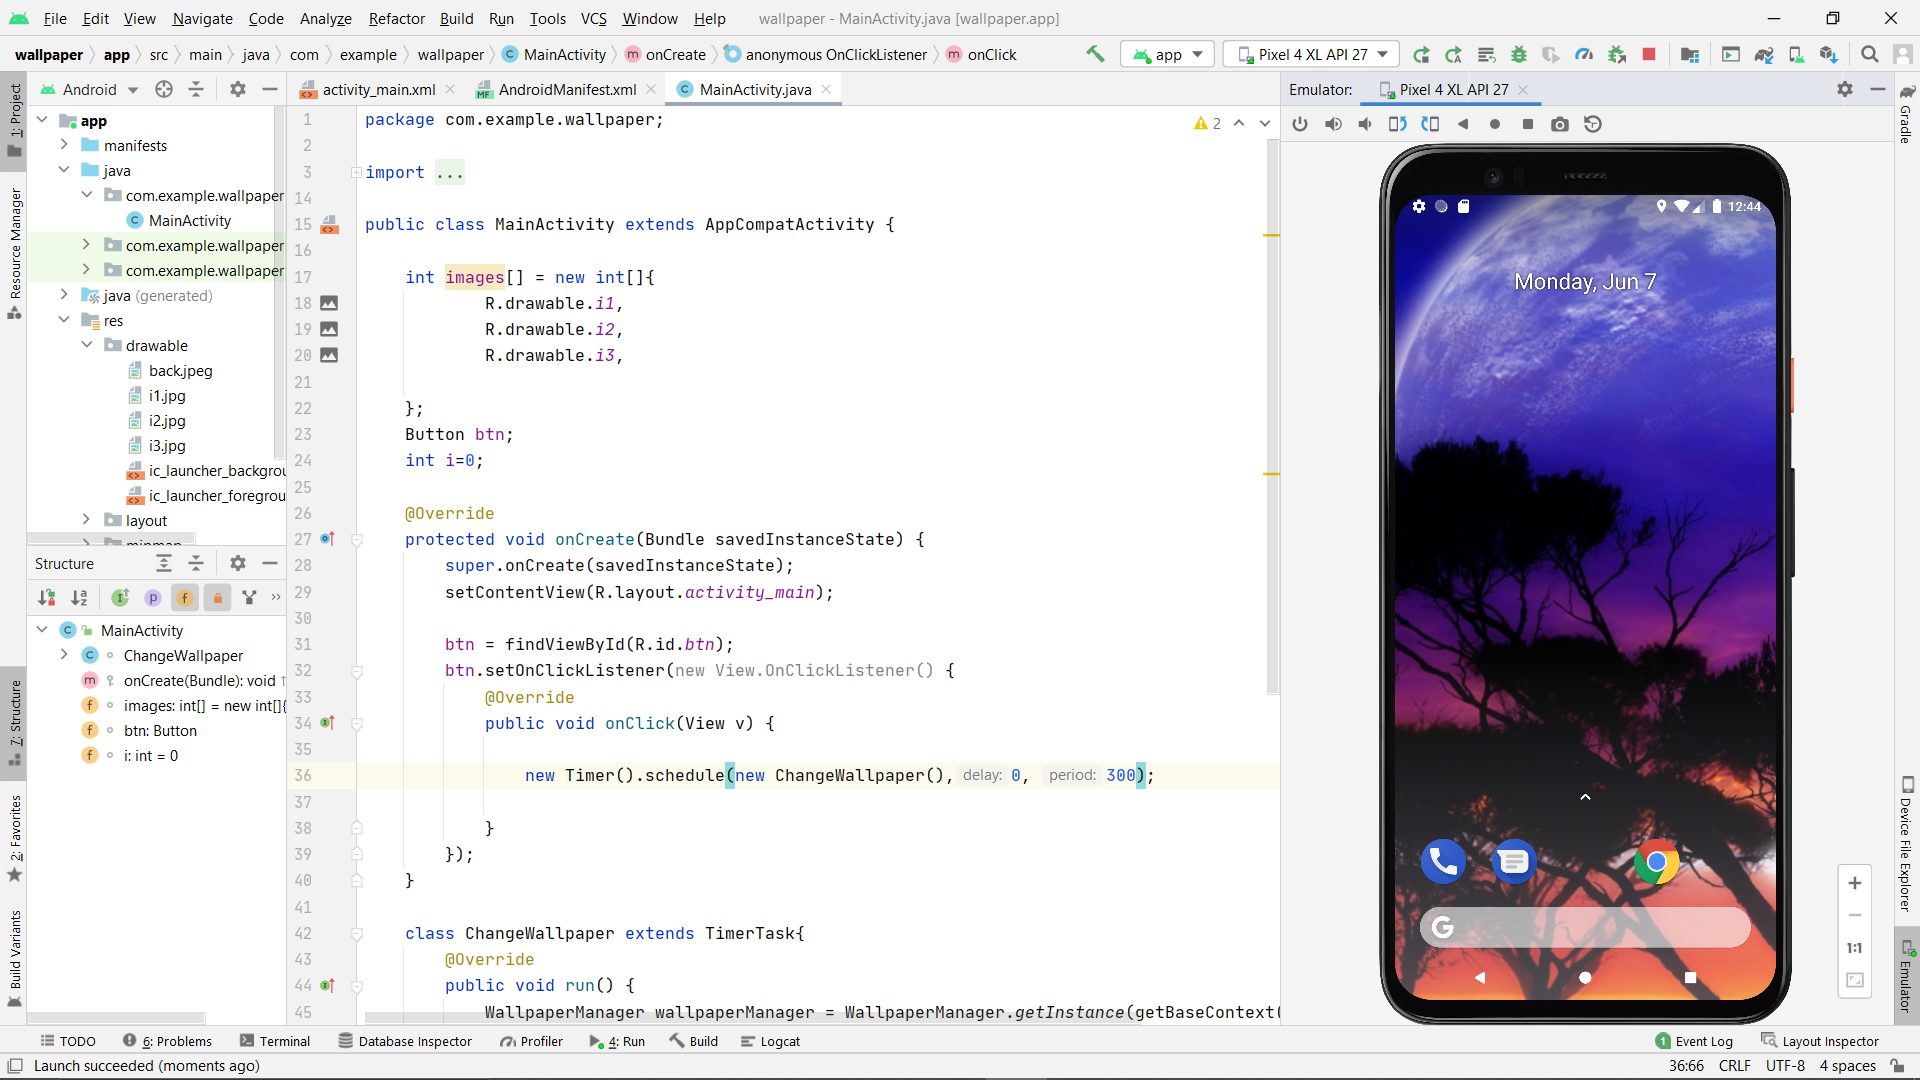 File Edit View Navigate Code Analyze Refactor Build Run Tools VCS Window Help wallpaper - MainActivity.java [wallpaper.app]
wallpaper app src main java com example wallpaper C MainActivity m onCreate anonymous OnClickListener m onClick app Pixel 4 XL API 27
Android activity_main.xml AndroidManifest.xml C MainActivity.java Emulator: Pixel 4 XL API 27
1: Project
Resource Manager
7: Structure
2: Favorites
Build Variants
app
manifests
java
com.example.wallpaper
C MainActivity
com.example.wallpaper
com.example.wallpaper
java (generated)
res
drawable
back.jpeg
i1.jpg
i2.jpg
i3.jpg
ic_launcher_backgrou
ic_launcher_foregrou
layout
Structure
C MainActivity
C ChangeWallpaper
m onCreate(Bundle): void
f images: int[] = new int[]{
f btn: Button
f i: int = 0
1 package com.example.wallpaper; 2
2
3 import ...
14
15 public class MainActivity extends AppCompatActivity {
16
17 int images[] = new int[]{
18 R.drawable.i1,
19 R.drawable.i2,
20 R.drawable.i3,
21
22 };
23 Button btn;
24 int i=0;
25
26 @Override
27 protected void onCreate(Bundle savedInstanceState) {
28 super.onCreate(savedInstanceState);
29 setContentView(R.layout.activity_main);
30
31 btn = findViewById(R.id.btn);
32 btn.setOnClickListener(new View.OnClickListener() {
33 @Override
34 public void onClick(View v) {
35
36 new Timer().schedule(new ChangeWallpaper(), delay: 0, period: 300);
37
38 }
39 });
40 }
41
42 class ChangeWallpaper extends TimerTask{
43 @Override
44 public void run() {
45 WallpaperManager wallpaperManager = WallpaperManager.getInstance(getBaseContext(
12:44
Monday, Jun 7
G
1:1
Gradle
Device File Explorer
Emulator
TODO 6: Problems Terminal Database Inspector Profiler 4: Run Build Logcat 1 Event Log Layout Inspector
Launch succeeded (moments ago) 36:66 CRLF UTF-8 4 spaces